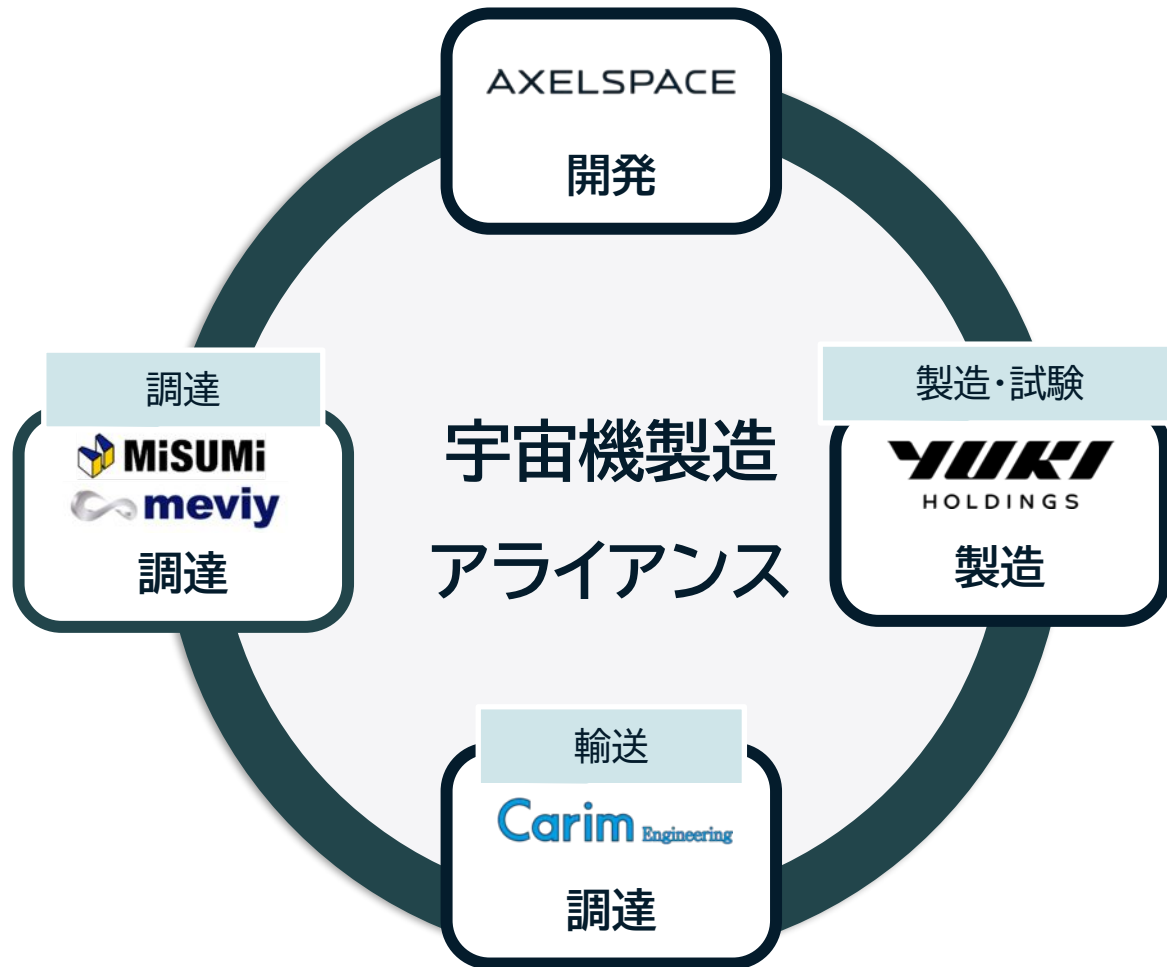 AXELSPACE
開発
調達
MiSUMi
meviy
調達
宇宙機製造
アライアンス
製造・試験
YUKI
HOLDINGS
製造
輸送
Carim Engineering
調達